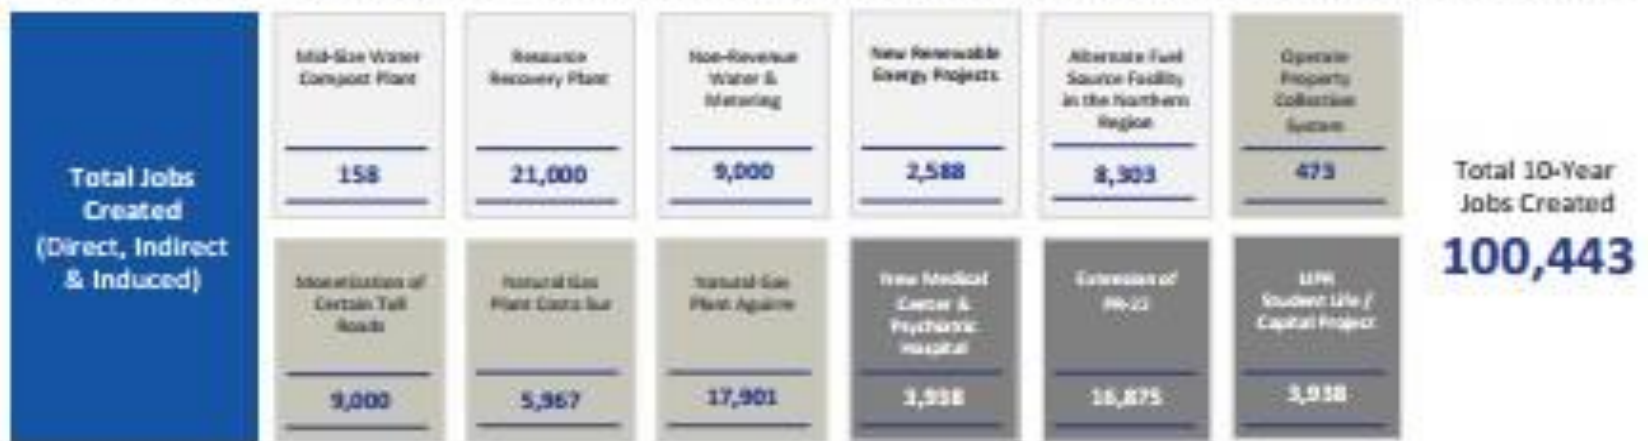 Total Jobs
Created
(Direct, Indirect
& Induced)
Mid-Size Water
Compost Plant
158
Resource
Recovery Plant
21,000
Non-Revenue
Water &
Metering
9,000
New Renewable
Energy Projects
2,588
Alternate Fuel
Source Facility
in the Northern
Region
8,303
Operate
Property
Collection
System
473
Monetization of
Certain Toll
Roads
9,000
Natural Gas
Plant Costa Sur
5,967
Natural Gas
Plant Aguirre
17,901
New Medical
Center &
Psychiatric
Hospital
3,938
Extension of
PR-22
16,875
UPR
Student Life /
Capital Project
3,938
Total 10-Year
Jobs Created
100,443